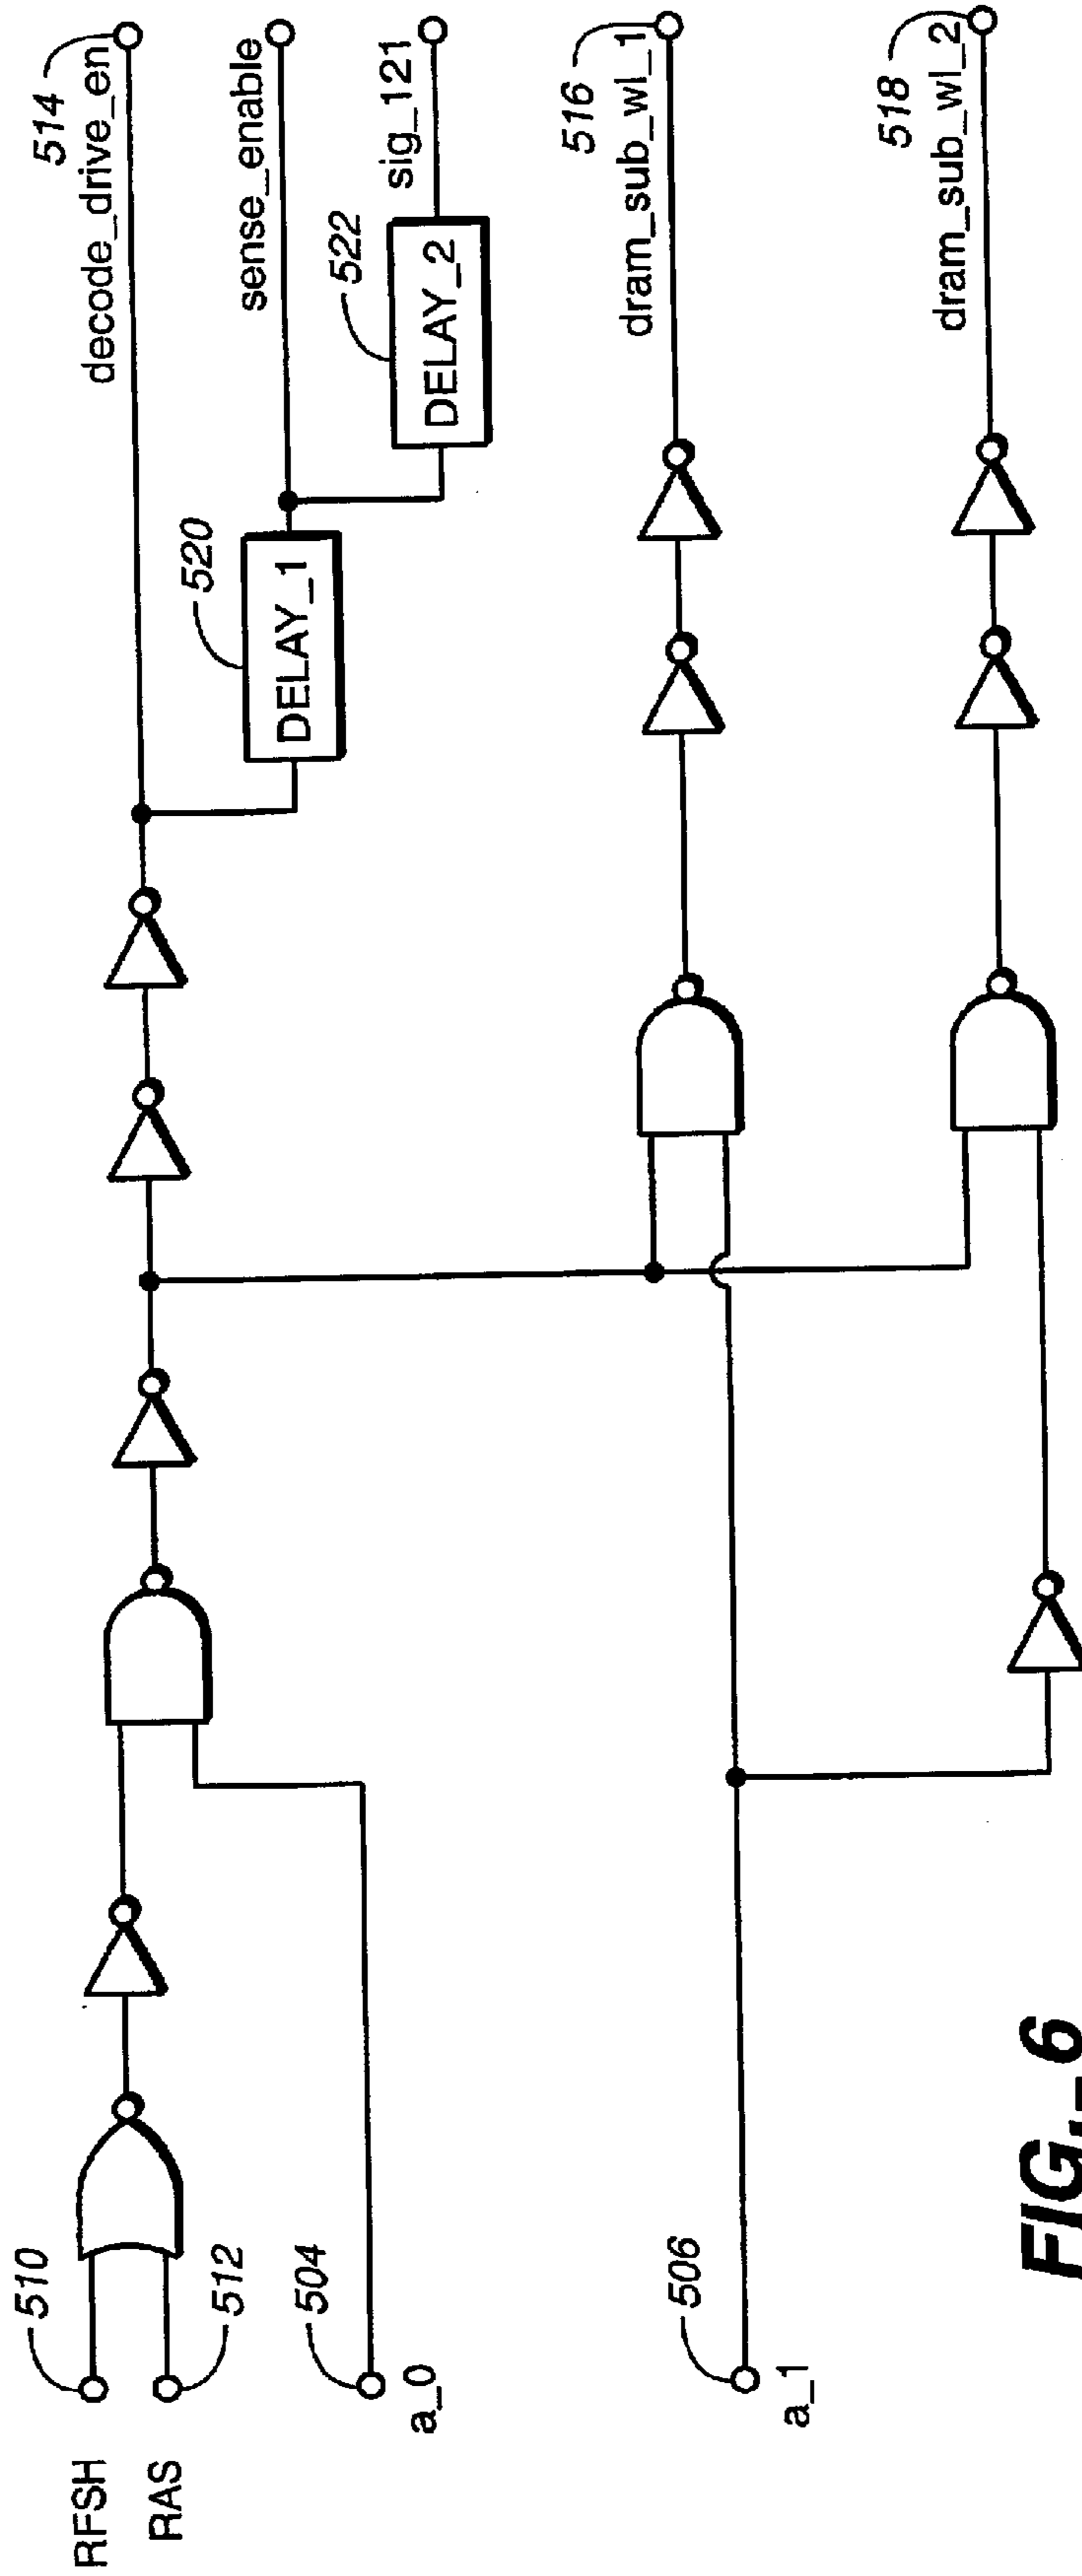 RFSH
510
RAS
512
504
a_0
506
a_1
514
decode_drive_en
sense_enable
520
DELAY_1
sig_121
522
DELAY_2
516
dram_sub_wl_1
518
dram_sub_wl_2
FIG._6